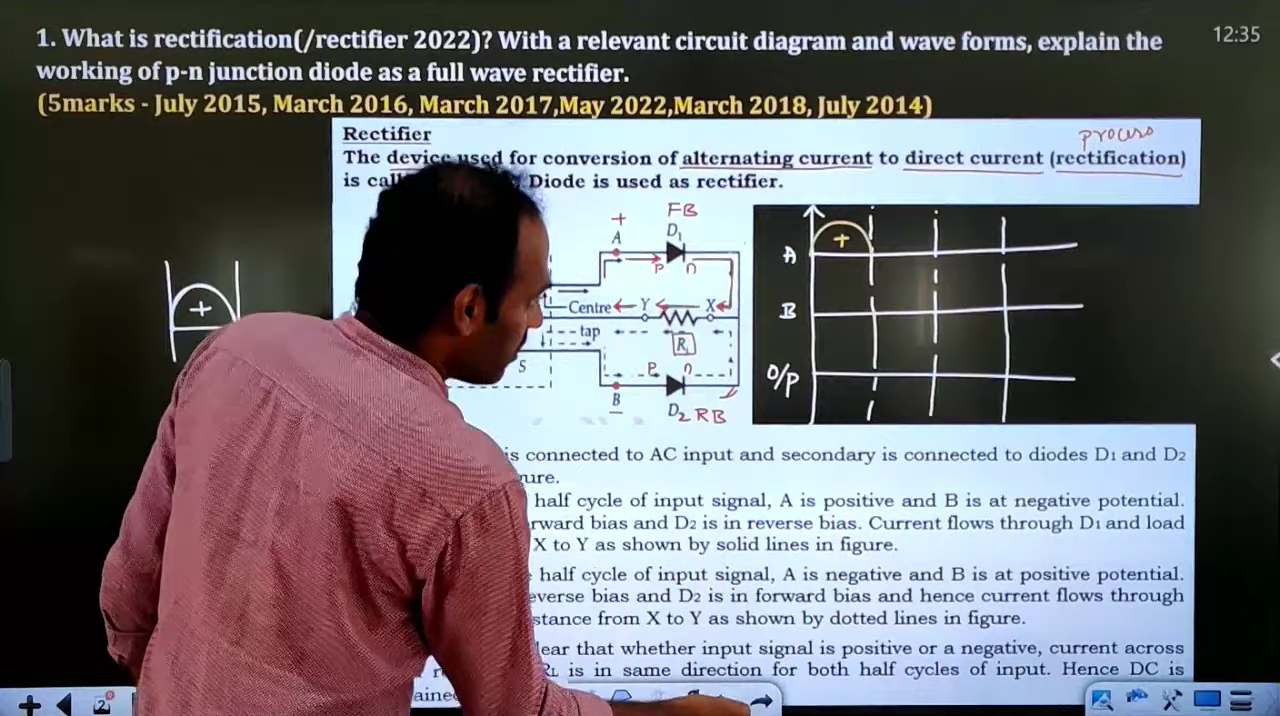 1. What is rectification(/rectifier 2022)? With a relevant circuit diagram and wave forms, explain the
12:35
working of p-n junction diode as a full wave rectifier.
(5marks - July 2015, March 2016, March 2017,May 2022,March 2018, July 2014)
Rectifier
process
The device used for conversion of alternating current to direct current (rectification)
is Diode is used as rectifier.
+ FB
A D1
P n
A +
+
Centre Y X
B
tap
RL
S P n
O/P
B D2 RB
–
is connected to AC input and secondary is connected to diodes D1 and D2
half cycle of input signal, A is positive and B is at negative potential.
bias and D2 is in reverse bias. Current flows through D1 and load
X to Y as shown by solid lines in figure.
half cycle of input signal, A is negative and B is at positive potential.
bias and D2 is in forward bias and hence current flows through
from X to Y as shown by dotted lines in figure.
that whether input signal is positive or a negative, current across
RL is in same direction for both half cycles of input. Hence DC is
2